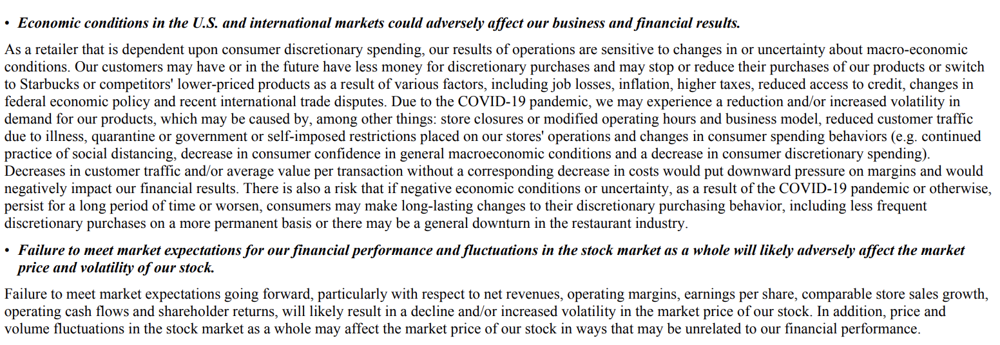 • Economic conditions in the U.S. and international markets could adversely affect our business and financial results.
As a retailer that is dependent upon consumer discretionary spending, our results of operations are sensitive to changes in or uncertainty about macro-economic
conditions. Our customers may have or in the future have less money for discretionary purchases and may stop or reduce their purchases of our products or switch
to Starbucks or competitors' lower-priced products as a result of various factors, including job losses, inflation, higher taxes, reduced access to credit, changes in
federal economic policy and recent international trade disputes. Due to the COVID-19 pandemic, we may experience a reduction and/or increased volatility in
demand for our products, which may be caused by, among other things: store closures or modified operating hours and business model, reduced customer traffic
due to illness, quarantine or government or self-imposed restrictions placed on our stores' operations and changes in consumer spending behaviors (e.g. continued
practice of social distancing, decrease in consumer confidence in general macroeconomic conditions and a decrease in consumer discretionary spending).
Decreases in customer traffic and/or average value per transaction without a corresponding decrease in costs would put downward pressure on margins and would
negatively impact our financial results. There is also a risk that if negative economic conditions or uncertainty, as a result of the COVID-19 pandemic or otherwise,
persist for a long period of time or worsen, consumers may make long-lasting changes to their discretionary purchasing behavior, including less frequent
discretionary purchases on a more permanent basis or there may be a general downturn in the restaurant industry.
• Failure to meet market expectations for our financial performance and fluctuations in the stock market as a whole will likely adversely affect the market
price and volatility of our stock.
Failure to meet market expectations going forward, particularly with respect to net revenues, operating margins, earnings per share, comparable store sales growth,
operating cash flows and shareholder returns, will likely result in a decline and/or increased volatility in the market price of our stock. In addition, price and
volume fluctuations in the stock market as a whole may affect the market price of our stock in ways that may be unrelated to our financial performance.